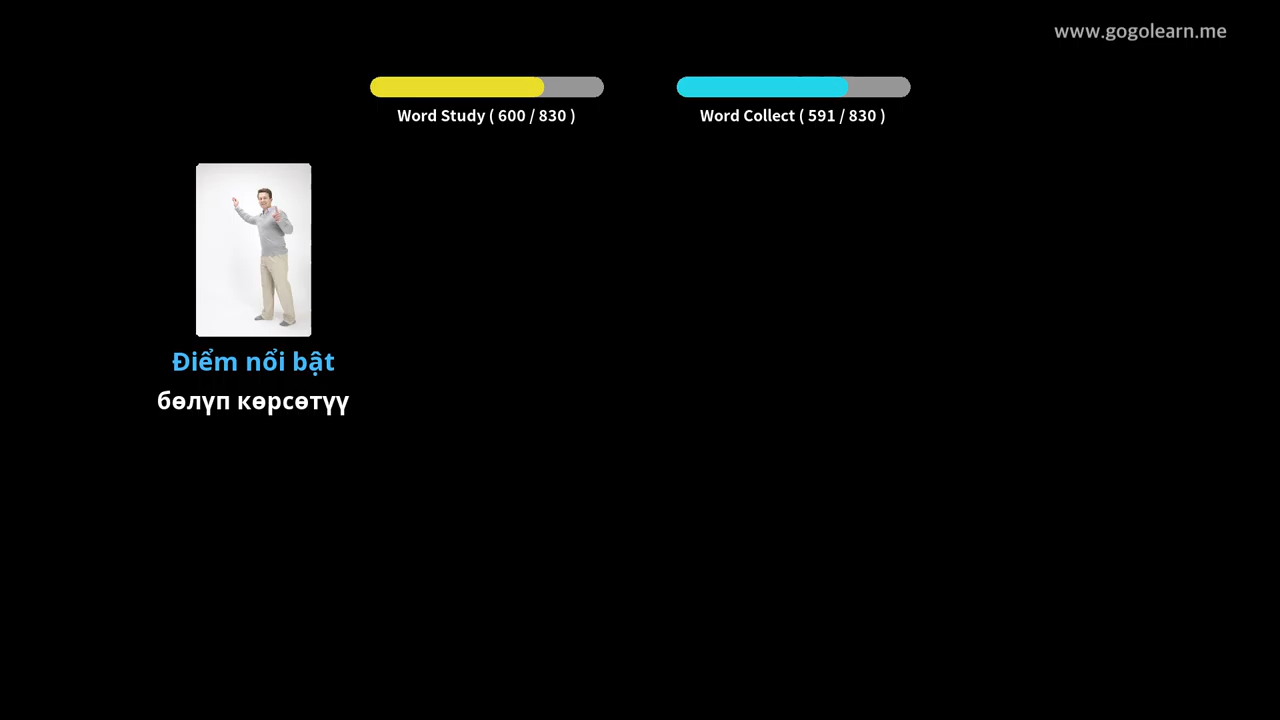 www.gogolearn.me
Word Study ( 600 / 830 )
Word Collect ( 591 / 830 )
Điểm nổi bật
бөлүп көрсөтүү